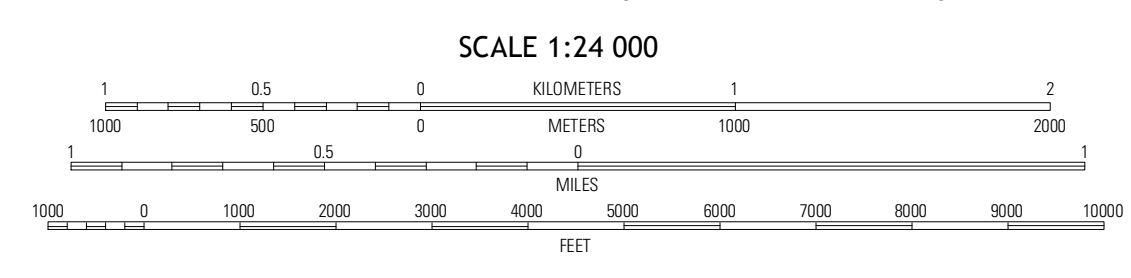 SCALE 1:24 000
1 0.5 0 KILOMETERS 1 2
1000 500 0 METERS 1000 2000
1 0.5 0 1
MILES
1000 0 1000 2000 3000 4000 5000 6000 7000 8000 9000 10000
FEET